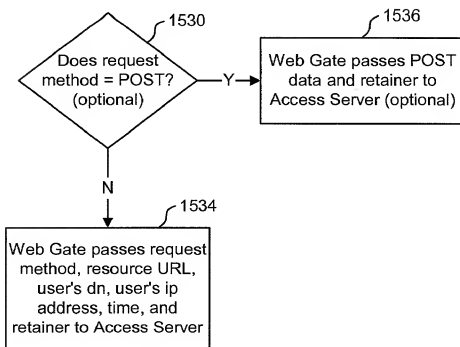 1530
Does request
method = POST?
(optional)
Y
1536
Web Gate passes POST
data and retainer to
Access Server (optional)
N
1534
Web Gate passes request
method, resource URL,
user's dn, user's ip
address, time, and
retainer to Access Server